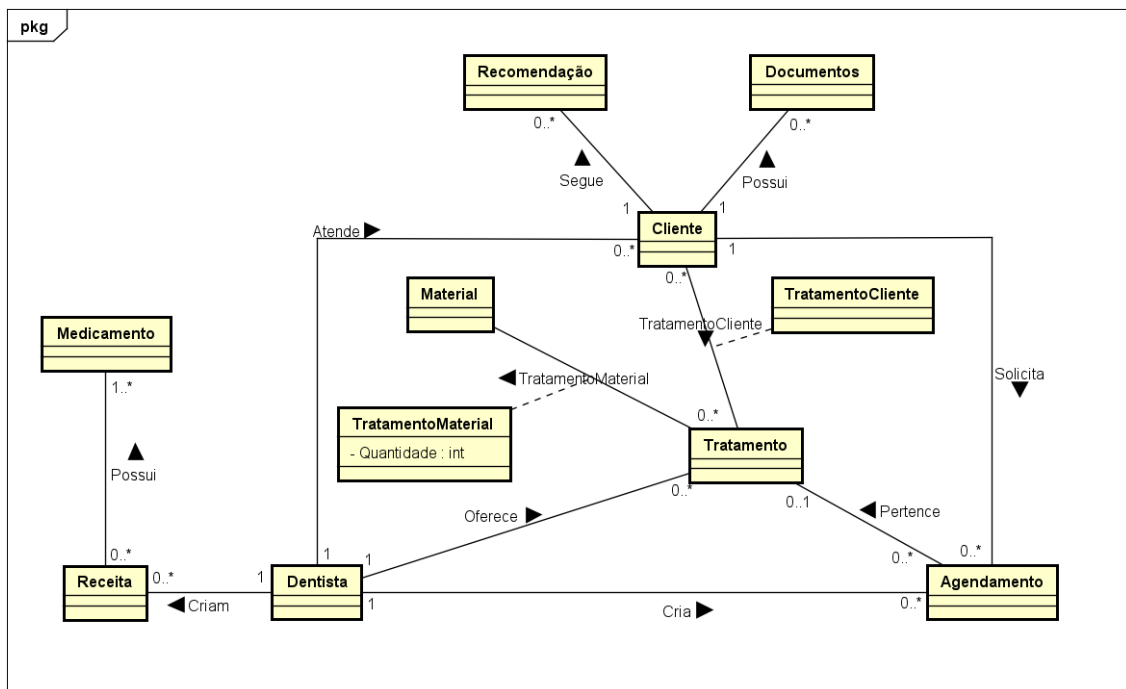 pkg
Recomendação
Documentos
0..*
0..*
Segue
Possui
1
1
Atende
Cliente
0..*
1
0..*
Material
TratamentoCliente
TratamentoCliente
Medicamento
1..*
TratamentoMaterial
Solicita
TratamentoMaterial
- Quantidade : int
0..*
Tratamento
Possui
0..*
0..1
Oferece
Pertence
0..*
1
1
0..*
0..*
Receita
0..*
1
Dentista
Agendamento
Criam
1
Cria
0..*